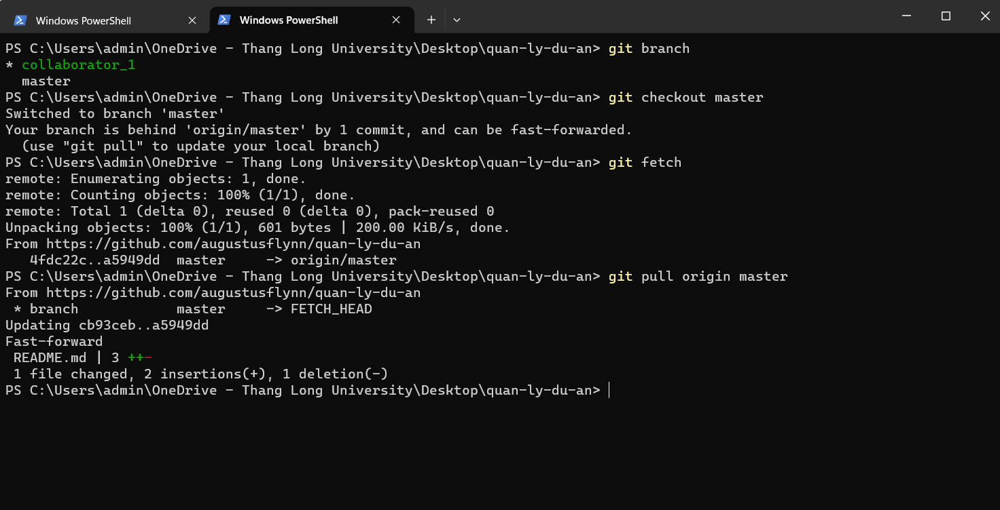 Windows PowerShell
Windows PowerShell
PS C:\Users\admin\OneDrive - Thang Long University\Desktop\quan-ly-du-an> git branch
* collaborator_1
  master
PS C:\Users\admin\OneDrive - Thang Long University\Desktop\quan-ly-du-an> git checkout master
Switched to branch 'master'
Your branch is behind 'origin/master' by 1 commit, and can be fast-forwarded.
  (use "git pull" to update your local branch)
PS C:\Users\admin\OneDrive - Thang Long University\Desktop\quan-ly-du-an> git fetch
remote: Enumerating objects: 1, done.
remote: Counting objects: 100% (1/1), done.
remote: Total 1 (delta 0), reused 0 (delta 0), pack-reused 0
Unpacking objects: 100% (1/1), 601 bytes | 200.00 KiB/s, done.
From https://github.com/augustusflynn/quan-ly-du-an
   4fdc22c..a5949dd  master     -> origin/master
PS C:\Users\admin\OneDrive - Thang Long University\Desktop\quan-ly-du-an> git pull origin master
From https://github.com/augustusflynn/quan-ly-du-an
 * branch            master     -> FETCH_HEAD
Updating cb93ceb..a5949dd
Fast-forward
 README.md | 3 ++-
 1 file changed, 2 insertions(+), 1 deletion(-)
PS C:\Users\admin\OneDrive - Thang Long University\Desktop\quan-ly-du-an>